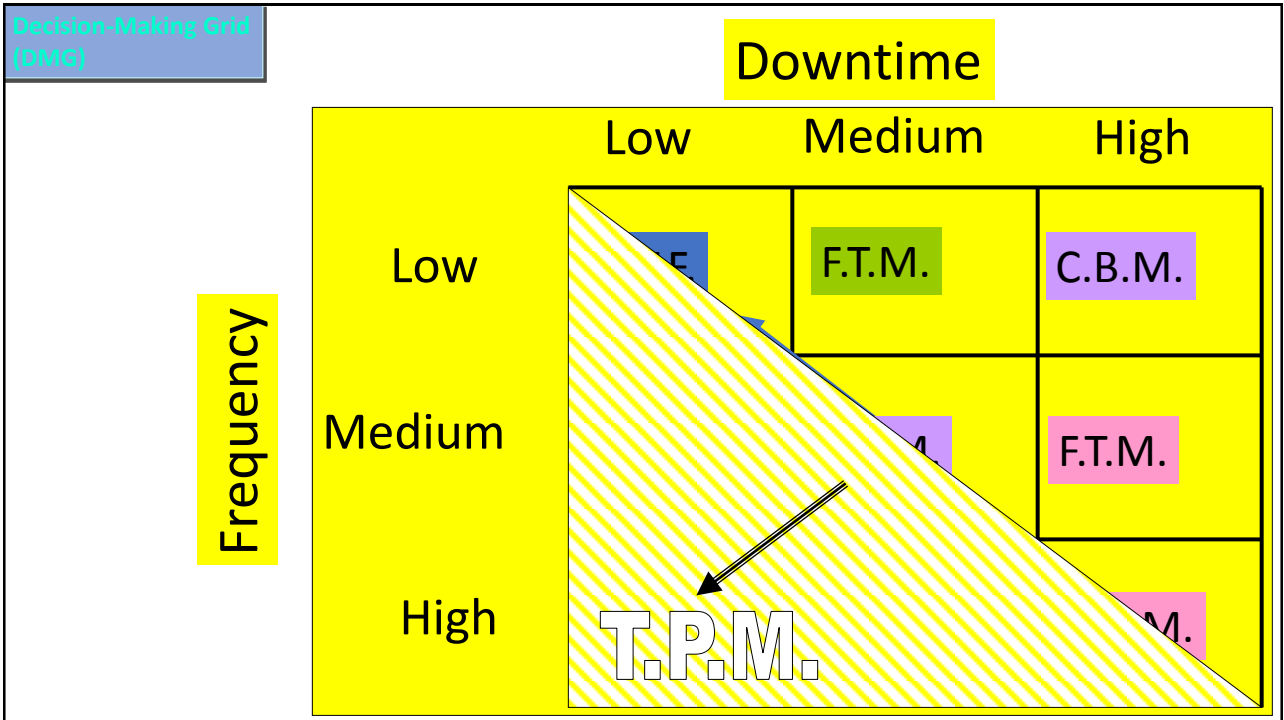 Decision-Making Grid
(DMG)
Downtime
Low Medium High
Low F.T.M. C.B.M.
Frequency
Medium F.T.M.
High T.P.M.